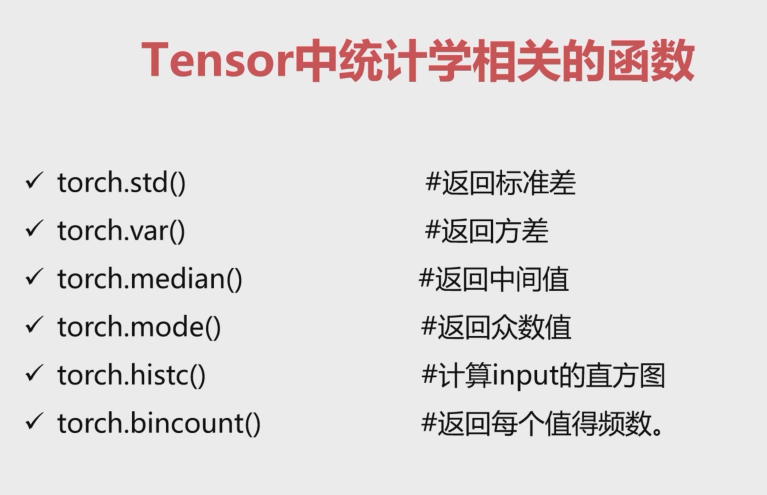 Tensor中统计学相关的函数
✓ torch.std() #返回标准差
✓ torch.var() #返回方差
✓ torch.median() #返回中间值
✓ torch.mode() #返回众数值
✓ torch.histc() #计算input的直方图
✓ torch.bincount() #返回每个值得频数。